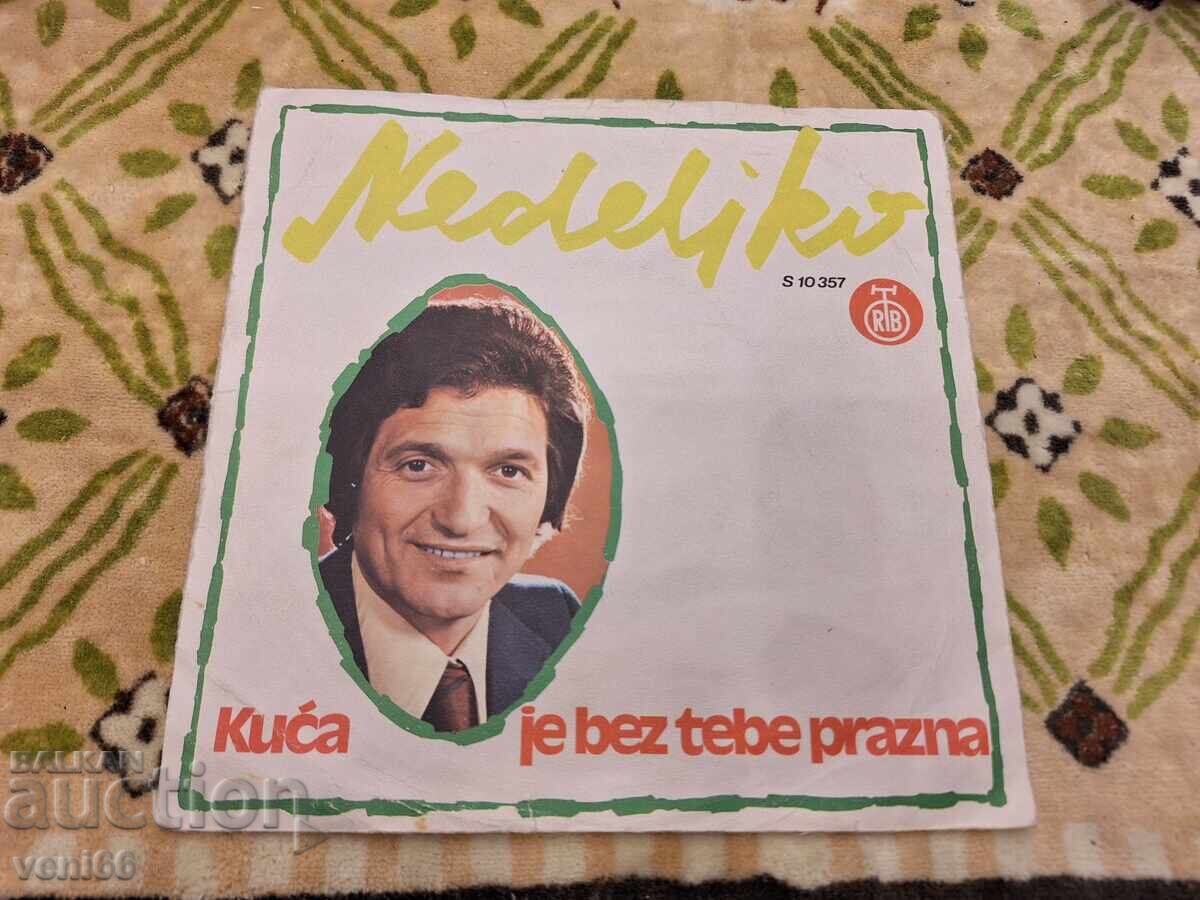 Nedeljko
S 10 357
RTB
Kuća je bez tebe prazna
BALKAN
auction
veni66